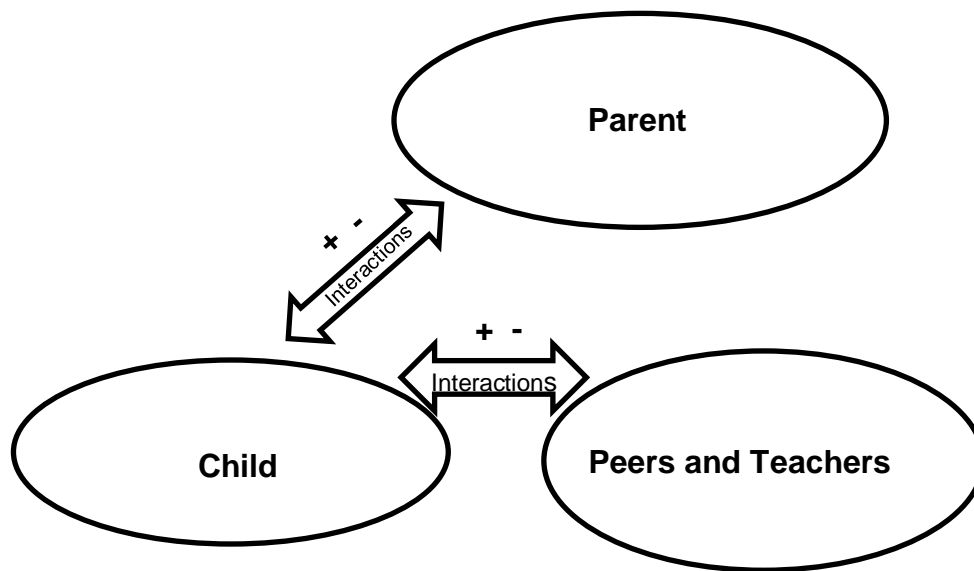 Parent
+ -
Interactions
+ -
Interactions
Child
Peers and Teachers